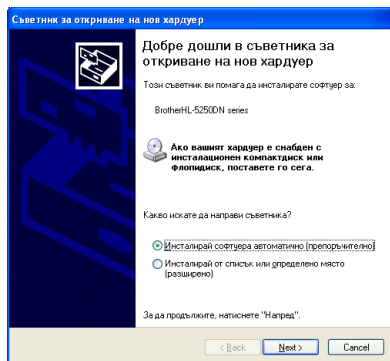 Съветник за откриване на нов хардуер
Добре дошли в съветника за
откриване на нов хардуер
Този съветник ви помага да инсталирате софтуер за:
BrotherHL-5250DN series
Ако вашият хардуер е снабден с
инсталационен компактдиск или
Флопидиск, поставете го сега.
Какво искате да направи съветника?
Инсталирай софтуера автоматично (препоръчително)
Инсталирай от списък или определено място
(разширено)
За да продължите, натиснете "Напред".
< Back
Next >
Cancel